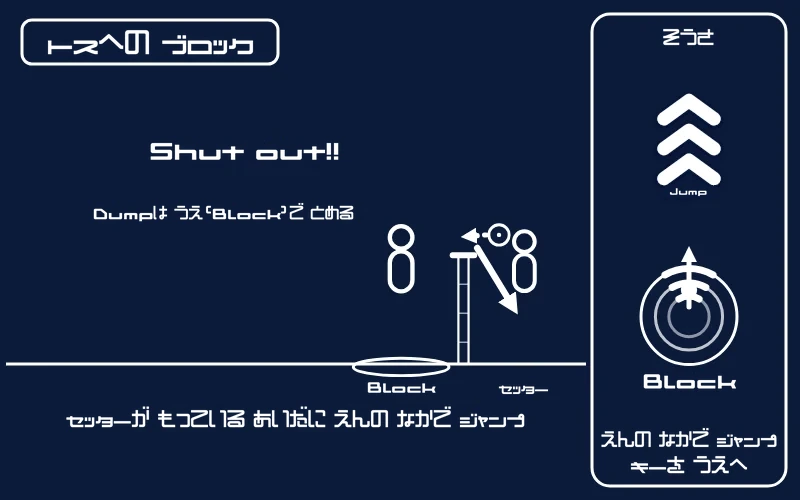 トスへの ブロック
そうさ
Shut out!!
Dumpは うえ「Block」で とめる
Jump
Block
Block
セッター
セッターが もっている あいだに えんの なかで ジャンプ
えんの なかで ジャンプ
キーを うえへ